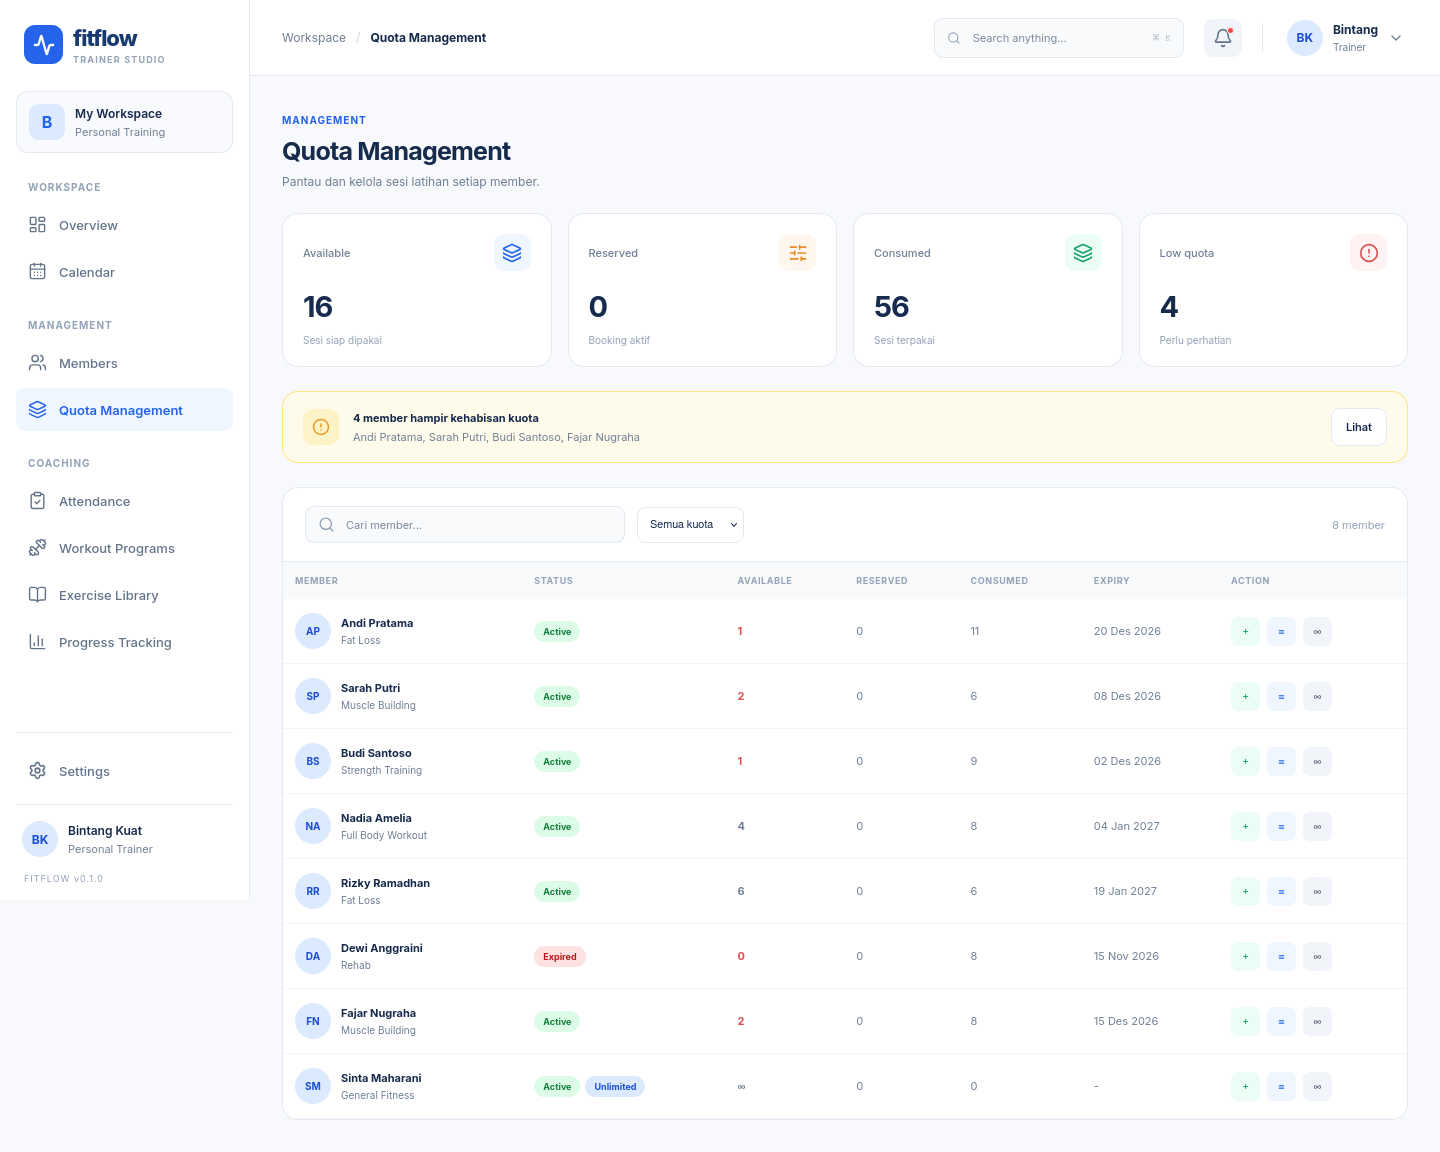 fitflow
TRAINER STUDIO
B
My Workspace
Personal Training
WORKSPACE
Overview
Calendar
MANAGEMENT
Members
Quota Management
COACHING
Attendance
Workout Programs
Exercise Library
Progress Tracking
Settings
BK
Bintang Kuat
Personal Trainer
FITFLOW v0.1.0
Workspace / Quota Management
Search anything... ⌘ K
BK
Bintang
Trainer
MANAGEMENT
Quota Management
Pantau dan kelola sesi latihan setiap member.
Available
16
Sesi siap dipakai
Reserved
0
Booking aktif
Consumed
56
Sesi terpakai
Low quota
4
Perlu perhatian
4 member hampir kehabisan kuota
Andi Pratama, Sarah Putri, Budi Santoso, Fajar Nugraha
Lihat
Cari member... Semua kuota 8 member
MEMBER STATUS AVAILABLE RESERVED CONSUMED EXPIRY ACTION
AP Andi Pratama Active 1 0 11 20 Des 2026 + = ∞
Fat Loss
SP Sarah Putri Active 2 0 6 08 Des 2026 + = ∞
Muscle Building
BS Budi Santoso Active 1 0 9 02 Des 2026 + = ∞
Strength Training
NA Nadia Amelia Active 4 0 8 04 Jan 2027 + = ∞
Full Body Workout
RR Rizky Ramadhan Active 6 0 6 19 Jan 2027 + = ∞
Fat Loss
DA Dewi Anggraini Expired 0 0 8 15 Nov 2026 + = ∞
Rehab
FN Fajar Nugraha Active 2 0 8 15 Des 2026 + = ∞
Muscle Building
SM Sinta Maharani Active Unlimited ∞ 0 0 - + = ∞
General Fitness